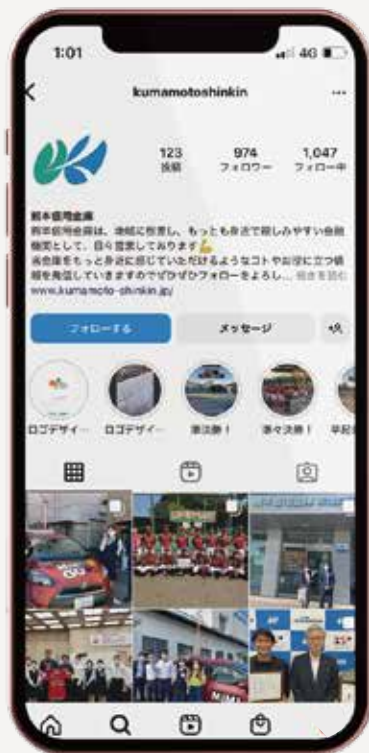 1:01
4G
kumamotoshinkin
123 974 1,047
投稿 フォロワー フォロー中
熊本信用金庫
熊本信用金庫は、地域に根差し、もっとも身近で親しみやすい金融
機関として、日々営業しております💪
当金庫をもっと身近に感じていただけるようなコトやお役に立つ情
報を発信していきますのでぜひぜひフォローをよろし... 続きを読む
www.kumamoto-shinkin.jp/
フォローする メッセージ
ロゴデザイ… ロゴデザイ… 準決勝！ 準々決勝！ 早起